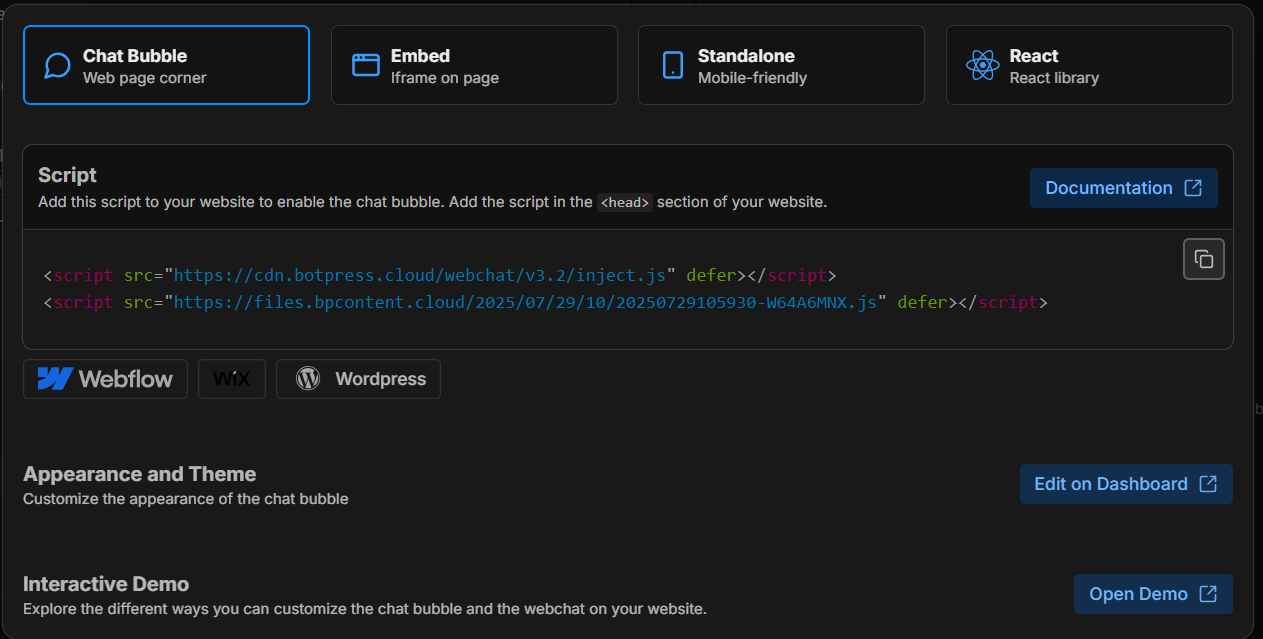 Chat Bubble
Web page corner
Embed
Iframe on page
Standalone
Mobile-friendly
React
React library
Script
Add this script to your website to enable the chat bubble. Add the script in the <head> section of your website.
Documentation
<script src="https://cdn.botpress.cloud/webchat/v3.2/inject.js" defer></script>
<script src="https://files.bpcontent.cloud/2025/07/29/10/20250729105930-W64A6MNX.js" defer></script>
Webflow
WiX
Wordpress
Appearance and Theme
Customize the appearance of the chat bubble
Edit on Dashboard
Interactive Demo
Explore the different ways you can customize the chat bubble and the webchat on your website.
Open Demo